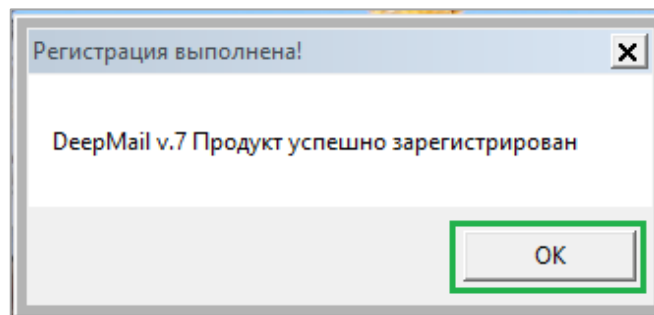 Регистрация выполнена!
DeepMail v.7 Продукт успешно зарегистрирован
OK